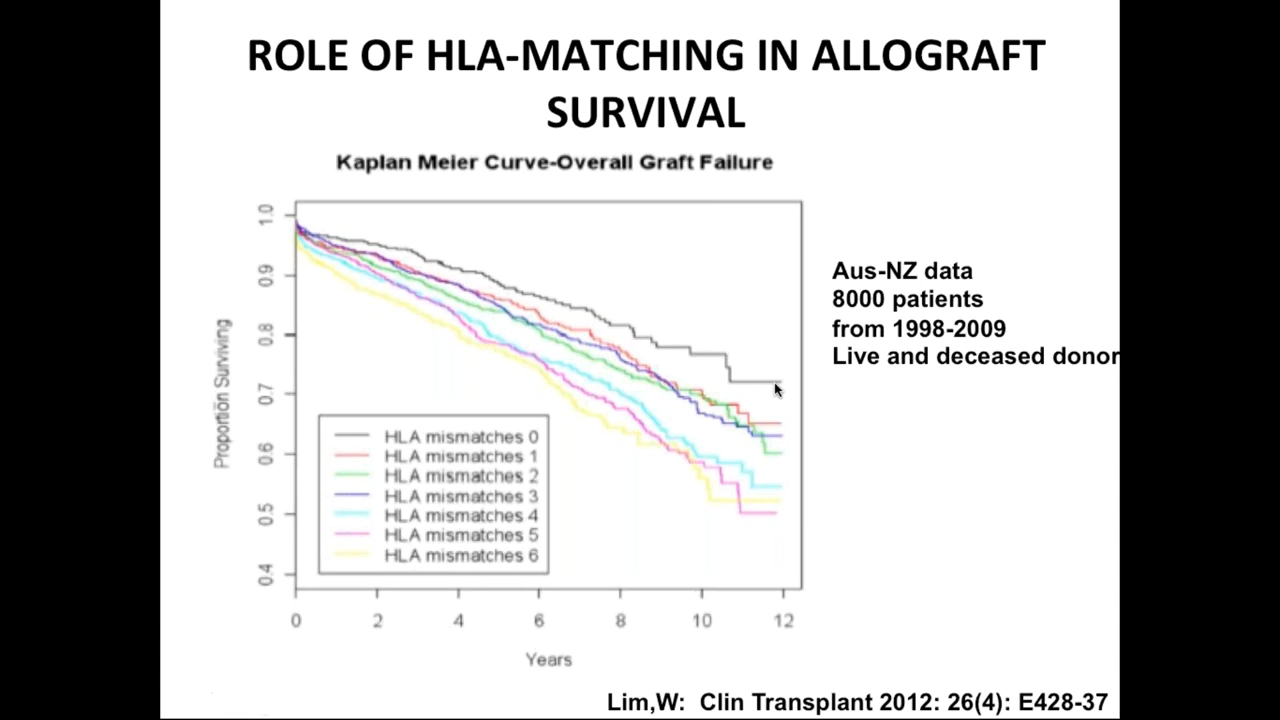 ROLE OF HLA-MATCHING IN ALLOGRAFT
SURVIVAL
Kaplan Meier Curve-Overall Graft Failure
Proportion Surviving
1.0
0.9
0.8
0.7
0.6
0.5
0.4
HLA mismatches 0
HLA mismatches 1
HLA mismatches 2
HLA mismatches 3
HLA mismatches 4
HLA mismatches 5
HLA mismatches 6
0 2 4 6 8 10 12
Years
Aus-NZ data
8000 patients
from 1998-2009
Live and deceased donor
Lim,W: Clin Transplant 2012: 26(4): E428-37